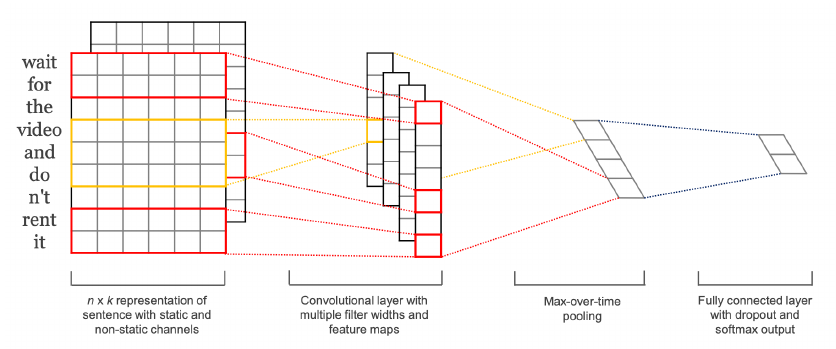 wait
for
the
video
and
do
n't
rent
it
n x k representation of
sentence with static and
non-static channels
Convolutional layer with
multiple filter widths and
feature maps
Max-over-time
pooling
Fully connected layer
with dropout and
softmax output